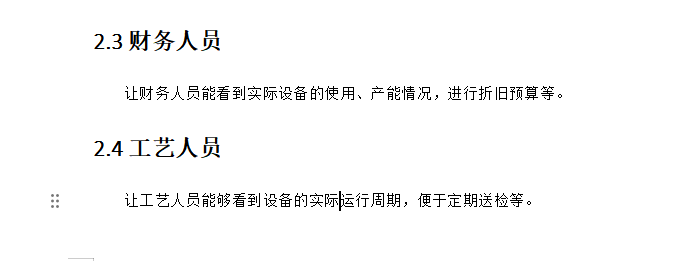 2.3 财务人员
让财务人员能看到实际设备的使用、产能情况，进行折旧预算等。
2.4 工艺人员
让工艺人员能够看到设备的实际运行周期，便于定期送检等。